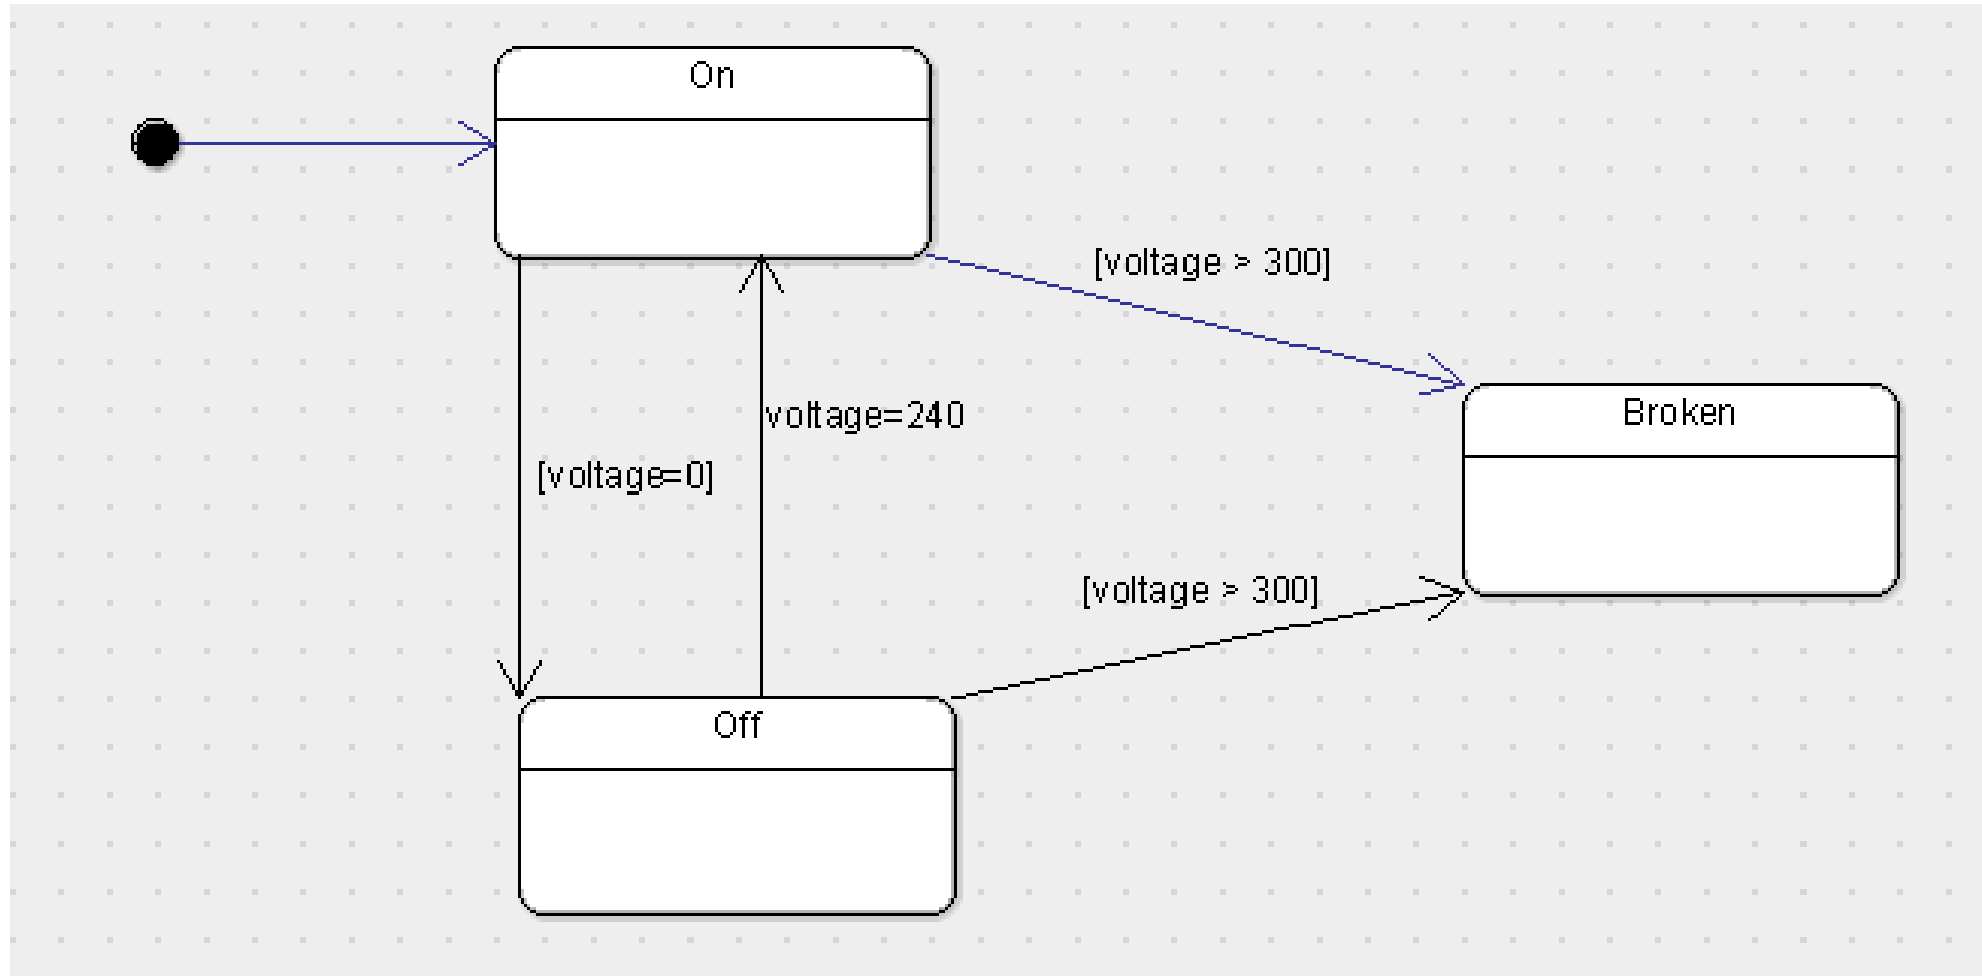 On
[voltage > 300]
voltage=240
Broken
[voltage=0]
[voltage > 300]
Off